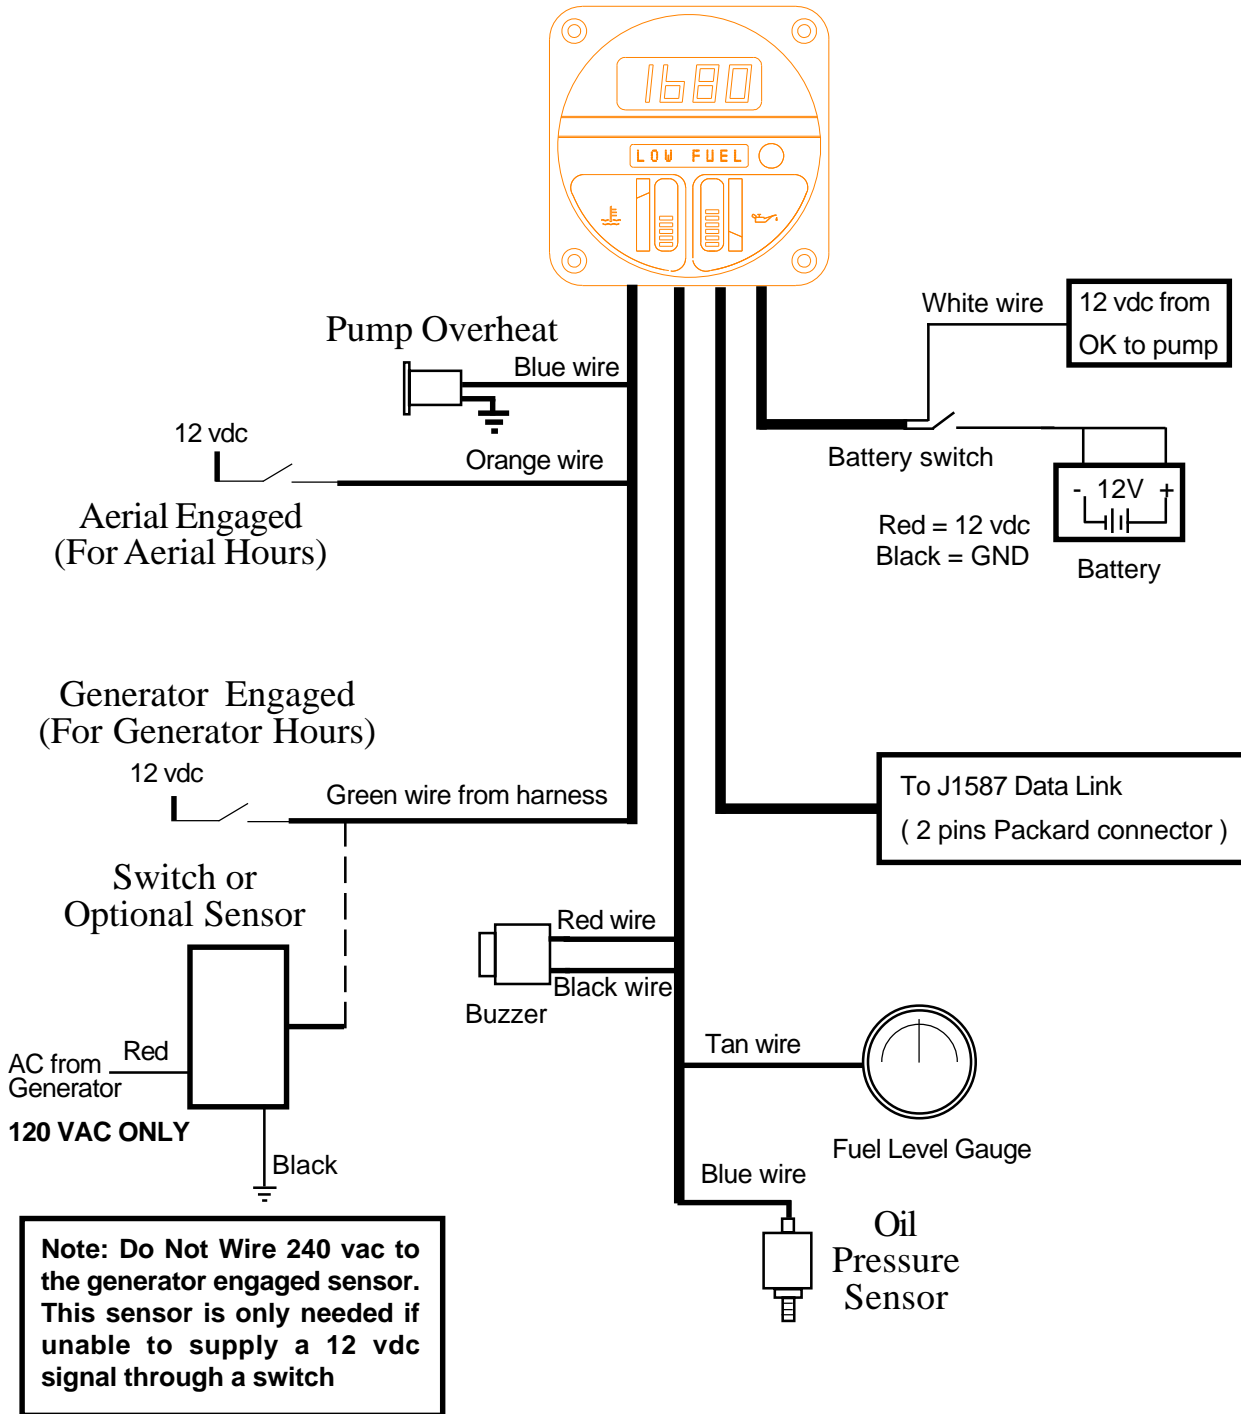 1680
LOW FUEL
White wire
12 vdc from
OK to pump
Pump Overheat
Blue wire
12 vdc
Orange wire
Battery switch
- 12V +
Aerial Engaged
(For Aerial Hours)
Red = 12 vdc
Black = GND
Battery
Generator Engaged
(For Generator Hours)
12 vdc
Green wire from harness
To J1587 Data Link
( 2 pins Packard connector )
Switch or
Optional Sensor
Red wire
Black wire
Buzzer
Tan wire
AC from
Generator
Red
120 VAC ONLY
Black
Fuel Level Gauge
Blue wire
Oil
Pressure
Sensor
Note: Do Not Wire 240 vac to
the generator engaged sensor.
This sensor is only needed if
unable to supply a 12 vdc
signal through a switch